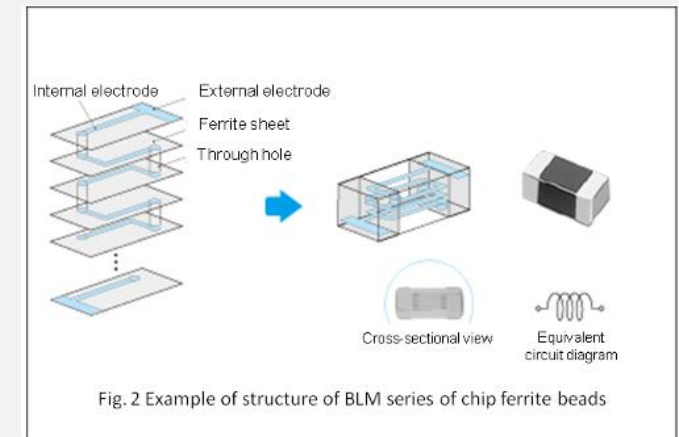 Internal electrode
External electrode
Ferrite sheet
Through hole
Cross-sectional view
Equivalent
circuit diagram
Fig. 2 Example of structure of BLM series of chip ferrite beads